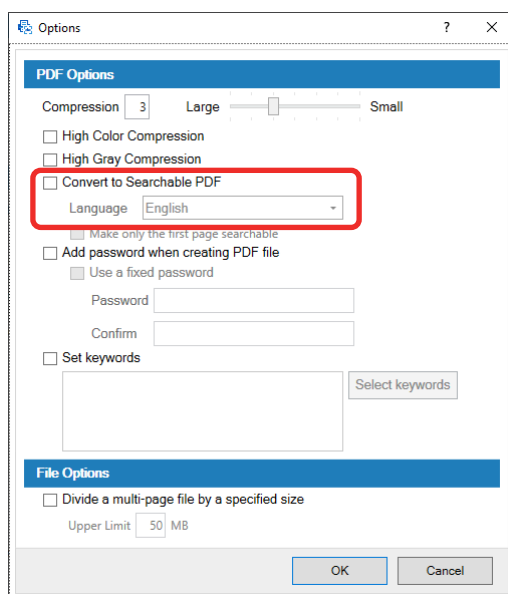 Options ? ×
PDF Options
Compression 3 Large Small
High Color Compression
High Gray Compression
Convert to Searchable PDF
Language English
Make only the first page searchable
Add password when creating PDF file
Use a fixed password
Password
Confirm
Set keywords
Select keywords
File Options
Divide a multi-page file by a specified size
Upper Limit 50 MB
OK Cancel